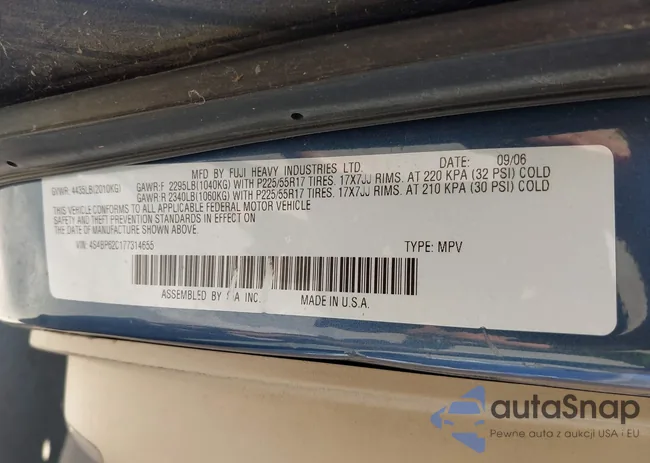 MFD BY FUJI HEAVY INDUSTRIES LTD. DATE: 09/06
GVWR: 4435LB(2010KG) GAWR:F 2295LB(1040KG) WITH P225/55R17 TIRES. 17X7JJ RIMS. AT 220 KPA (32 PSI) COLD
GAWR:R 2340LB(1060KG) WITH P225/55R17 TIRES. 17X7JJ RIMS. AT 210 KPA (30 PSI) COLD
THIS VEHICLE CONFORMS TO ALL APPLICABLE FEDERAL MOTOR VEHICLE
SAFETY AND THEFT PREVENTION STANDARDS IN EFFECT ON
THE DATE OF MANUFACTURE SHOWN ABOVE.
VIN: 4S4BP62C177314655 TYPE: MPV
ASSEMBLED BY INC. MADE IN U.S.A.
autaSnap
Pewne auta z aukcji USA i EU